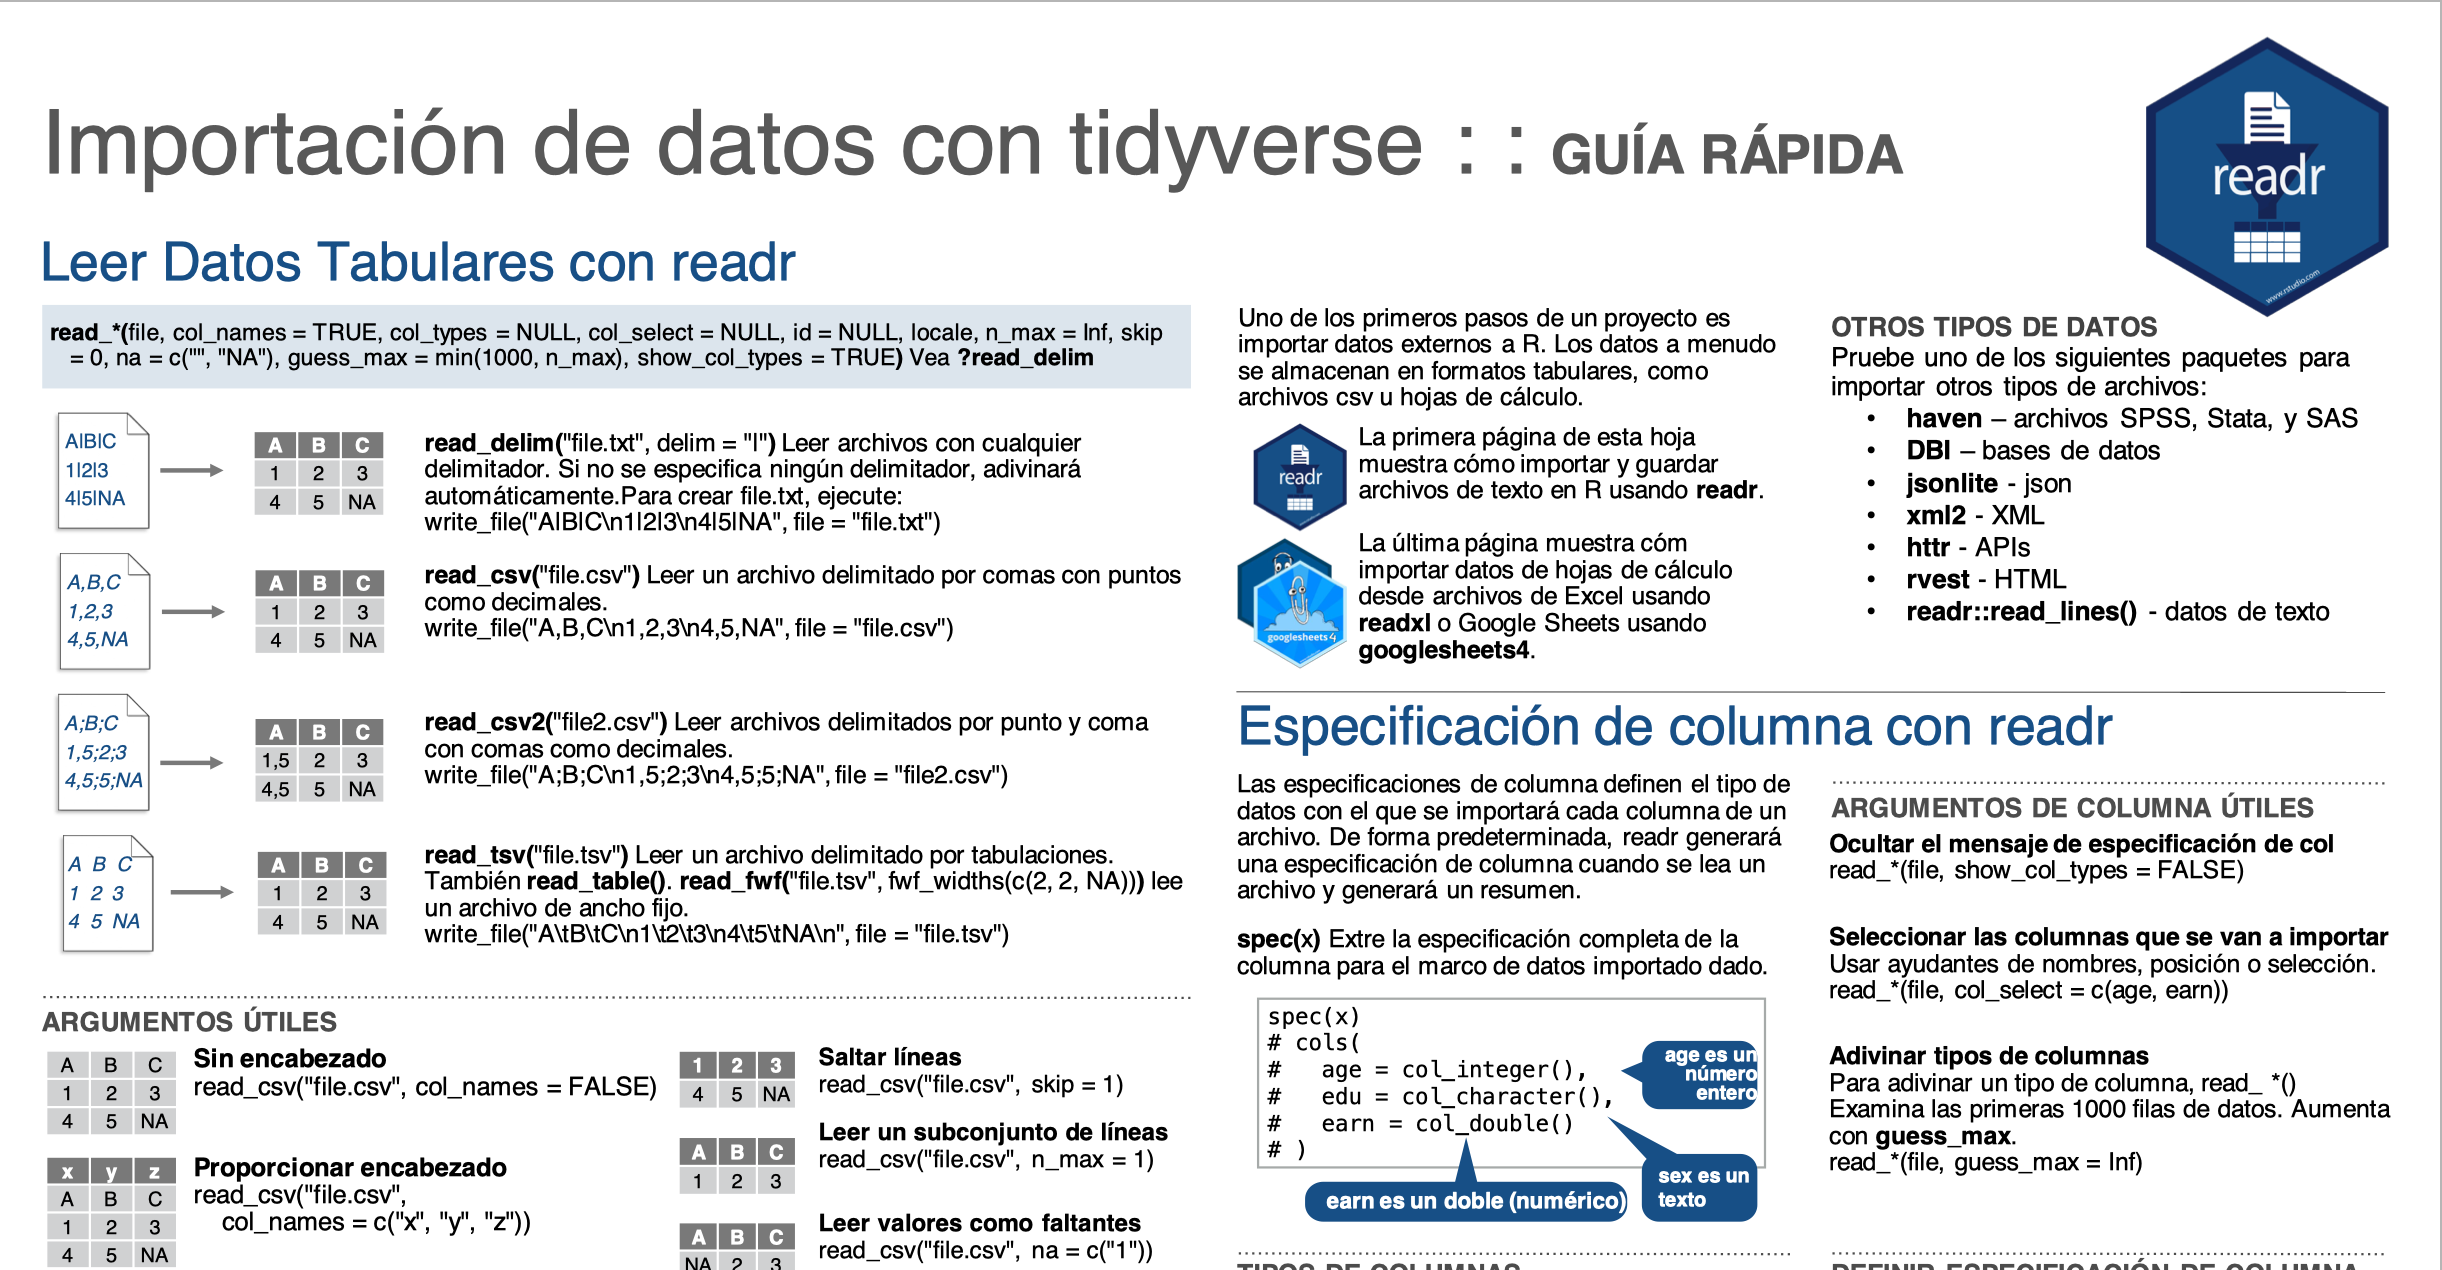 Importación de datos con tidyverse : : GUÍA RÁPIDA
readr
www.rstudio.com
Leer Datos Tabulares con readr
read_*(file, col_names = TRUE, col_types = NULL, col_select = NULL, id = NULL, locale, n_max = Inf, skip
= 0, na = c("", "NA"), guess_max = min(1000, n_max), show_col_types = TRUE) Vea ?read_delim
A|B|C
1|2|3
4|5|NA
A B C
1 2 3
4 5 NA
read_delim("file.txt", delim = "|") Leer archivos con cualquier
delimitador. Si no se especifica ningún delimitador, adivinará
automáticamente.Para crear file.txt, ejecute:
write_file("A|B|C\n1|2|3\n4|5|NA", file = "file.txt")
A,B,C
1,2,3
4,5,NA
A B C
1 2 3
4 5 NA
read_csv("file.csv") Leer un archivo delimitado por comas con puntos
como decimales.
write_file("A,B,C\n1,2,3\n4,5,NA", file = "file.csv")
A;B;C
1,5;2;3
4,5;5;NA
A B C
1,5 2 3
4,5 5 NA
read_csv2("file2.csv") Leer archivos delimitados por punto y coma
con comas como decimales.
write_file("A;B;C\n1,5;2;3\n4,5;5;NA", file = "file2.csv")
A B C
1 2 3
4 5 NA
A B C
1 2 3
4 5 NA
read_tsv("file.tsv") Leer un archivo delimitado por tabulaciones.
También read_table(). read_fwf("file.tsv", fwf_widths(c(2, 2, NA))) lee
un archivo de ancho fijo.
write_file("A\tB\tC\n1\t2\t3\n4\t5\tNA\n", file = "file.tsv")
ARGUMENTOS ÚTILES
A B C
1 2 3
4 5 NA
Sin encabezado
read_csv("file.csv", col_names = FALSE)
x y z
A B C
1 2 3
4 5 NA
Proporcionar encabezado
read_csv("file.csv",
col_names = c("x", "y", "z"))
1 2 3
4 5 NA
Saltar líneas
read_csv("file.csv", skip = 1)
A B C
1 2 3
Leer un subconjunto de líneas
read_csv("file.csv", n_max = 1)
A B C
NA 2 3
Leer valores como faltantes
read_csv("file.csv", na = c("1"))
Uno de los primeros pasos de un proyecto es
importar datos externos a R. Los datos a menudo
se almacenan en formatos tabulares, como
archivos csv u hojas de cálculo.
readr
La primera página de esta hoja
muestra cómo importar y guardar
archivos de texto en R usando readr.
googlesheets4
La última página muestra cóm
importar datos de hojas de cálculo
desde archivos de Excel usando
readxl o Google Sheets usando
googlesheets4.
OTROS TIPOS DE DATOS
Pruebe uno de los siguientes paquetes para
importar otros tipos de archivos:
• haven – archivos SPSS, Stata, y SAS
• DBI – bases de datos
• jsonlite - json
• xml2 - XML
• httr - APIs
• rvest - HTML
• readr::read_lines() - datos de texto
Especificación de columna con readr
Las especificaciones de columna definen el tipo de
datos con el que se importará cada columna de un
archivo. De forma predeterminada, readr generará
una especificación de columna cuando se lea un
archivo y generará un resumen.
spec(x) Extre la especificación completa de la
columna para el marco de datos importado dado.
spec(x)
# cols(
#   age = col_integer(),
#   edu = col_character(),
#   earn = col_double()
# )
age es un
número
entero
sex es un
texto
earn es un doble (numérico)
ARGUMENTOS DE COLUMNA ÚTILES
Ocultar el mensaje de especificación de col
read_*(file, show_col_types = FALSE)
Seleccionar las columnas que se van a importar
Usar ayudantes de nombres, posición o selección.
read_*(file, col_select = c(age, earn))
Adivinar tipos de columnas
Para adivinar un tipo de columna, read_ *()
Examina las primeras 1000 filas de datos. Aumenta
con guess_max.
read_*(file, guess_max = Inf)
TIPOS DE COLUMNAS
DEFINIR ESPECIFICACIÓN DE COLUMNA